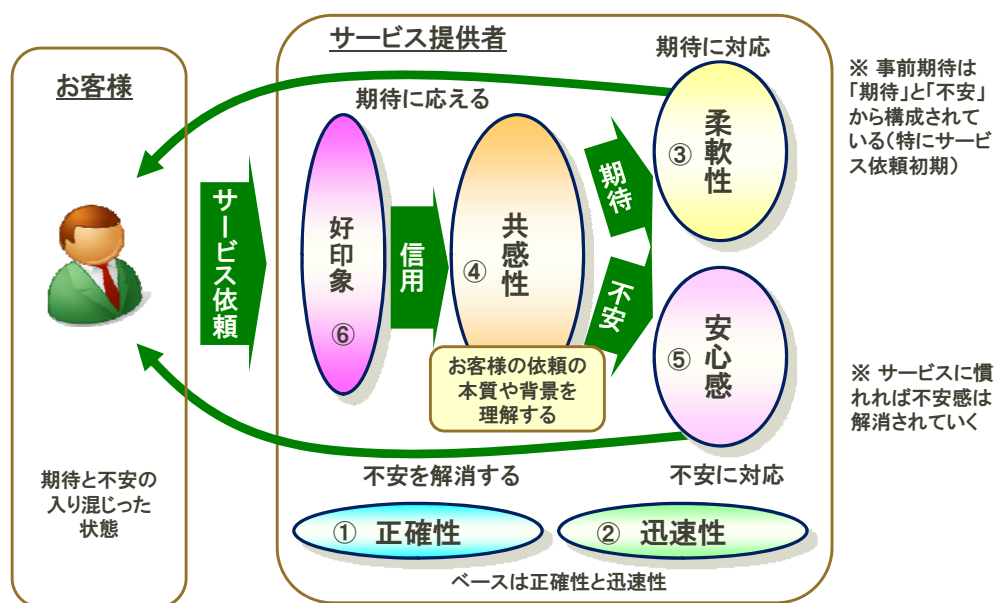 お客様
期待と不安の
入り混じった
状態
サービス依頼
サービス提供者
期待に応える
好印象
⑥
信用
共感性
④
お客様の依頼の
本質や背景を
理解する
期待
不安
期待に対応
柔軟性
③
安心感
⑤
不安を解消する
不安に対応
① 正確性
② 迅速性
ベースは正確性と迅速性
※ 事前期待は
「期待」と「不安」
から構成されて
いる(特にサービ
ス依頼初期)
※ サービスに慣
れれば不安感は
解消されていく